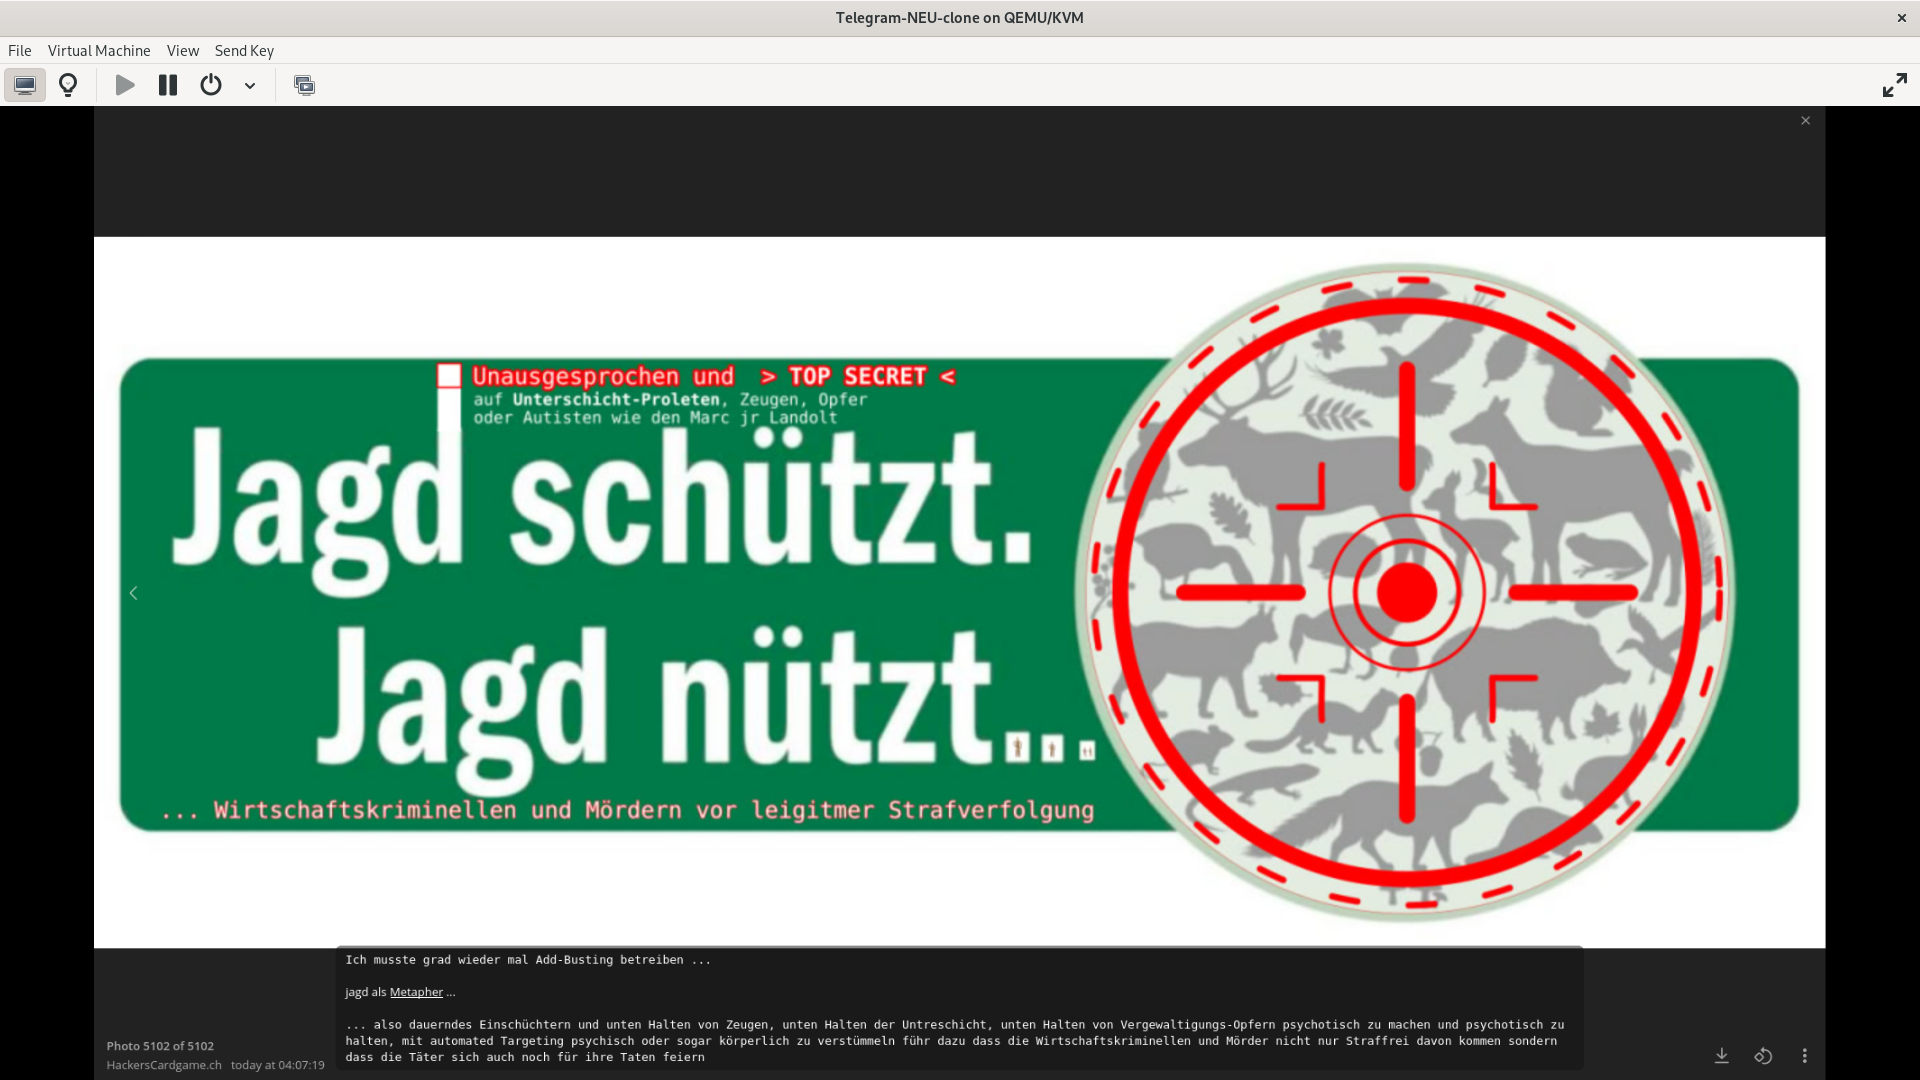 Telegram-NEU-clone on QEMU/KVM
File Virtual Machine View Send Key
Unausgesprochen und > TOP SECRET <
auf Unterschicht-Proleten, Zeugen, Opfer
oder Autisten wie den Marc jr Landolt
Jagd schützt.
Jagd nützt...
... Wirtschaftskriminellen und Mördern vor leigitmer Strafverfolgung
Ich musste grad wieder mal Add-Busting betreiben ...
jagd als Metapher ...
... also dauerndes Einschüchtern und unten Halten von Zeugen, unten Halten der Untreschicht, unten Halten von Vergewaltigungs-Opfern psychotisch zu machen und psychotisch zu
halten, mit automated Targeting psychisch oder sogar körperlich zu verstümmeln führ dazu dass die Wirtschaftskriminellen und Mörder nicht nur Straffrei davon kommen sondern
dass die Täter sich auch noch für ihre Taten feiern
Photo 5102 of 5102
HackersCardgame.ch today at 04:07:19